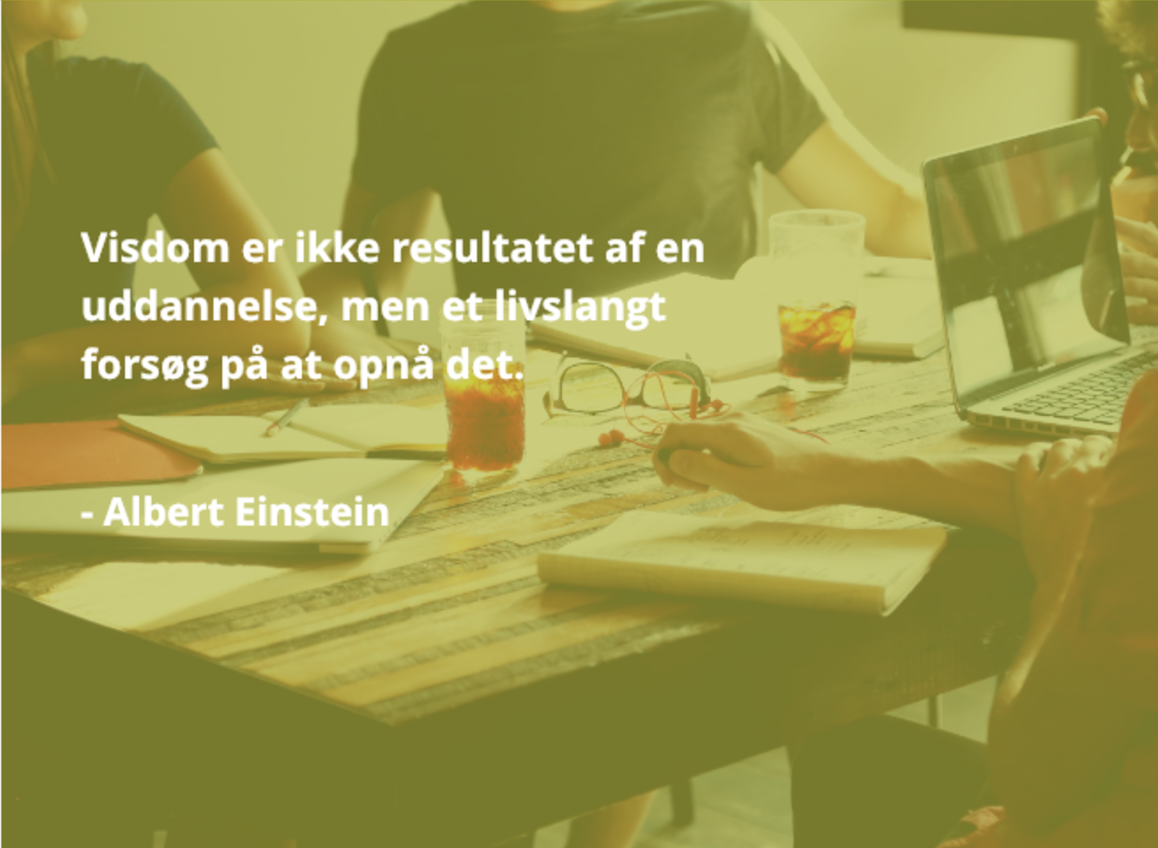 Visdom er ikke resultatet af en
uddannelse, men et livslangt
forsøg på at opnå det.
- Albert Einstein